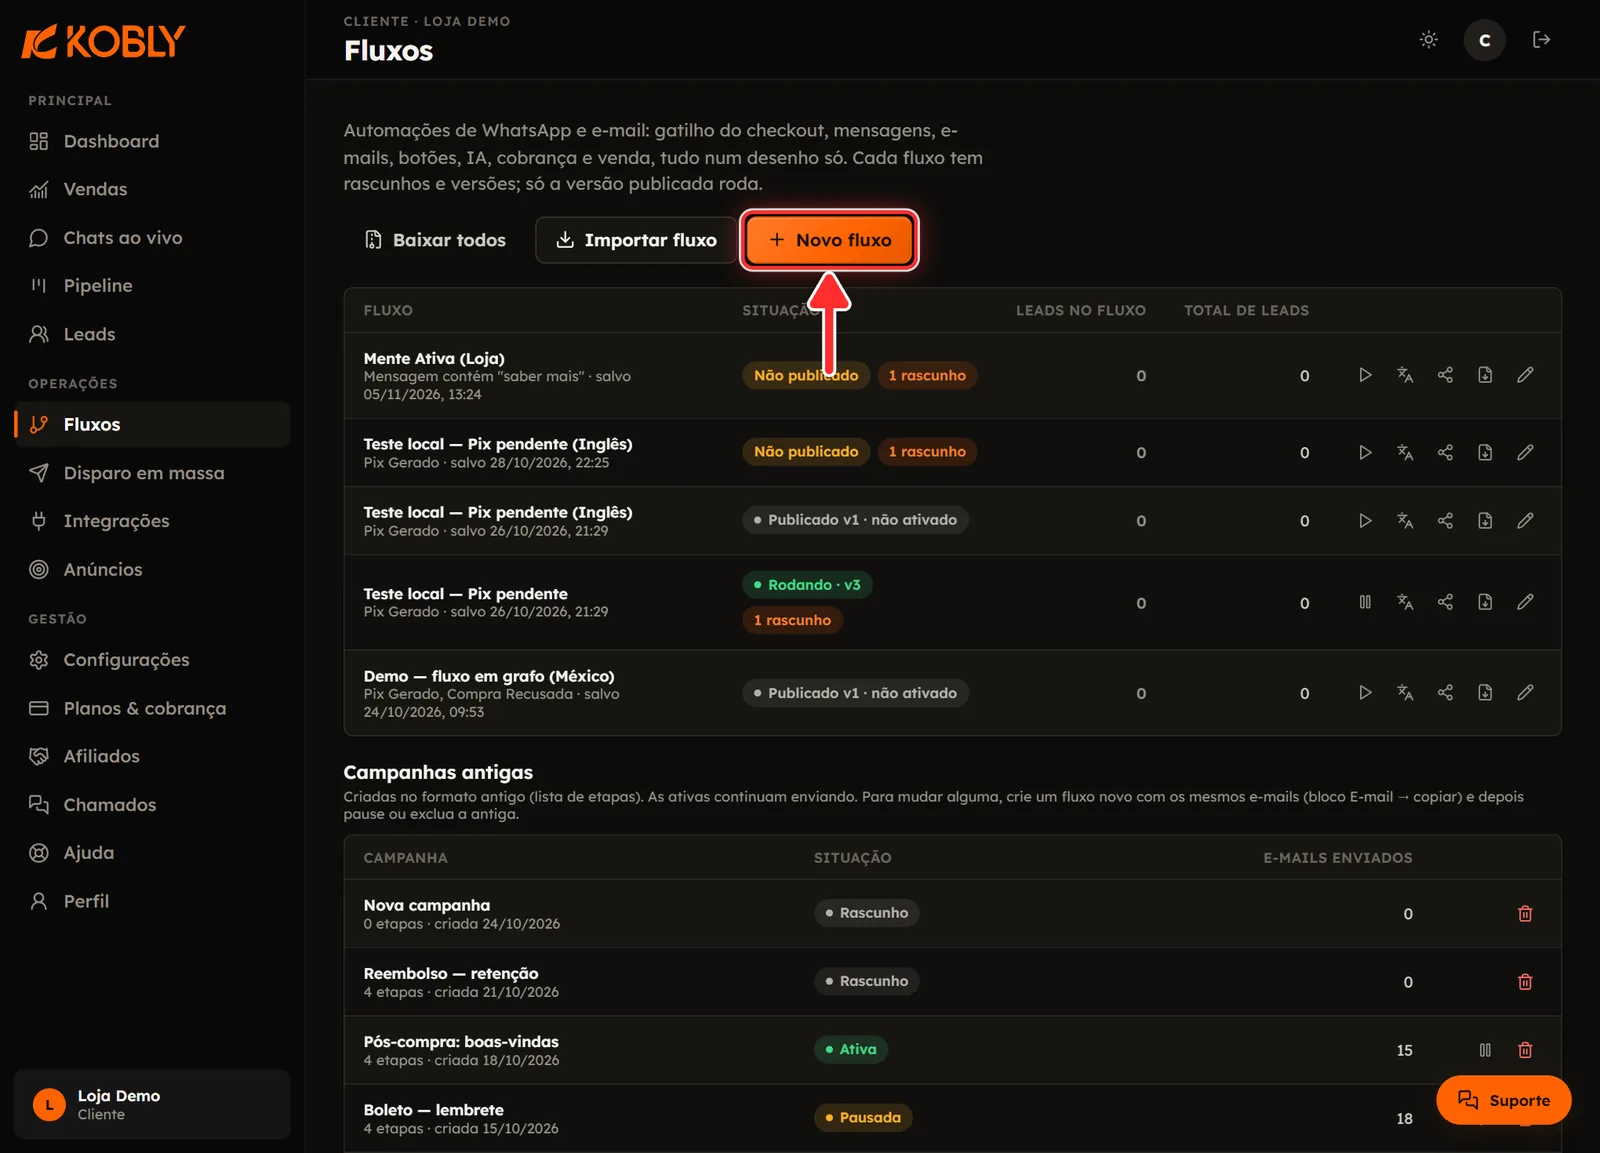 KOBLY
CLIENTE · LOJA DEMO
Fluxos
C
PRINCIPAL
Dashboard
Vendas
Chats ao vivo
Pipeline
Leads
OPERAÇÕES
Fluxos
Disparo em massa
Integrações
Anúncios
GESTÃO
Configurações
Planos & cobrança
Afiliados
Chamados
Ajuda
Perfil
L
Loja Demo
Cliente
Automações de WhatsApp e e-mail: gatilho do checkout, mensagens, e-
mails, botões, IA, cobrança e venda, tudo num desenho só. Cada fluxo tem
rascunhos e versões; só a versão publicada roda.
Baixar todos
Importar fluxo
+ Novo fluxo
FLUXO SITUAÇÃO LEADS NO FLUXO TOTAL DE LEADS
Mente Ativa (Loja)
Mensagem contém "saber mais" · salvo
05/11/2026, 13:24
Não publicado 1 rascunho 0 0
Teste local — Pix pendente (Inglês)
Pix Gerado · salvo 28/10/2026, 22:25
Não publicado 1 rascunho 0 0
Teste local — Pix pendente (Inglês)
Pix Gerado · salvo 26/10/2026, 21:29
Publicado v1 · não ativado 0 0
Teste local — Pix pendente
Pix Gerado · salvo 26/10/2026, 21:29
Rodando · v3
1 rascunho
0 0
Demo — fluxo em grafo (México)
Pix Gerado, Compra Recusada · salvo
24/10/2026, 09:53
Publicado v1 · não ativado 0 0
Campanhas antigas
Criadas no formato antigo (lista de etapas). As ativas continuam enviando. Para mudar alguma, crie um fluxo novo com os mesmos e-mails (bloco E-mail → copiar) e depois
pause ou exclua a antiga.
CAMPANHA SITUAÇÃO E-MAILS ENVIADOS
Nova campanha
0 etapas · criada 24/10/2026
Rascunho 0
Reembolso — retenção
4 etapas · criada 21/10/2026
Rascunho 0
Pós-compra: boas-vindas
4 etapas · criada 18/10/2026
Ativa 15
Boleto — lembrete
4 etapas · criada 15/10/2026
Pausada 18
Suporte